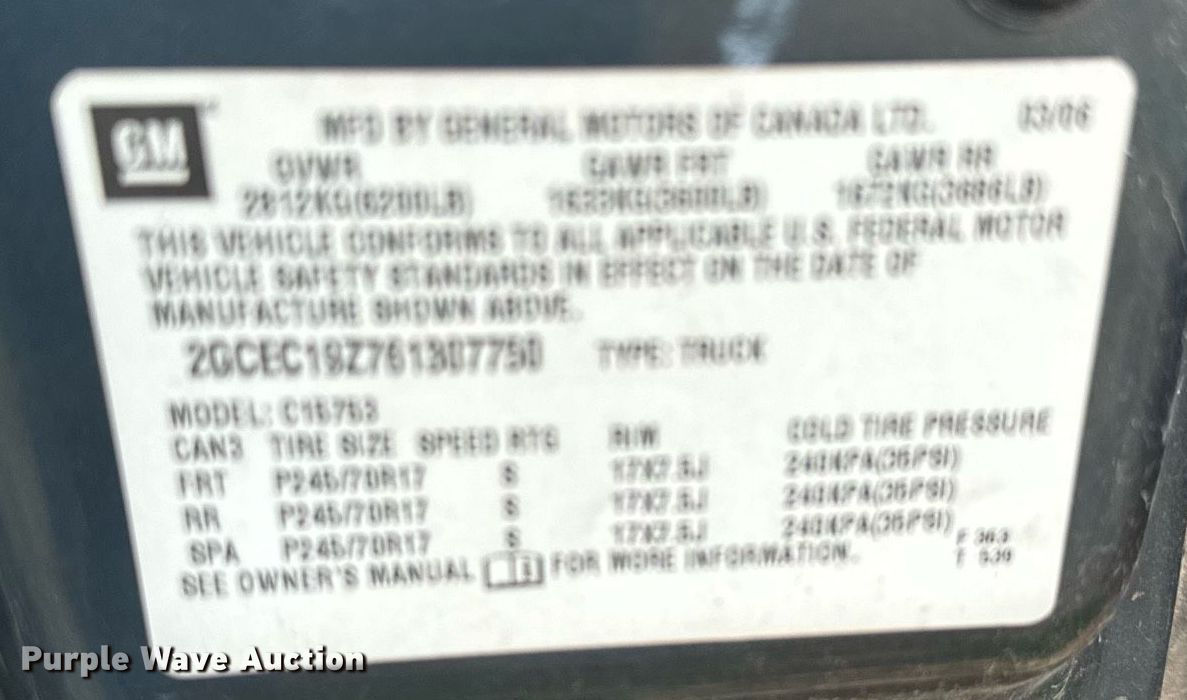 GM
MFD BY GENERAL MOTORS OF CANADA LTD. 03/06
GVWR GAWR FRT GAWR RR
2812KG(6200LB) 1633KG(3600LB) 1672KG(3686LB)
THIS VEHICLE CONFORMS TO ALL APPLICABLE U.S. FEDERAL MOTOR
VEHICLE SAFETY STANDARDS IN EFFECT ON THE DATE OF
MANUFACTURE SHOWN ABOVE.
2GCEC19Z761307750 TYPE: TRUCK
MODEL: C15753
CAN3 TIRE SIZE SPEED RTG RIM COLD TIRE PRESSURE
FRT P245/70R17 S 17X7.5J 240KPA(35PSI)
RR P245/70R17 S 17X7.5J 240KPA(35PSI)
SPA P245/70R17 S 17X7.5J 240KPA(35PSI)
SEE OWNER'S MANUAL FOR MORE INFORMATION.
Purple Wave Auction